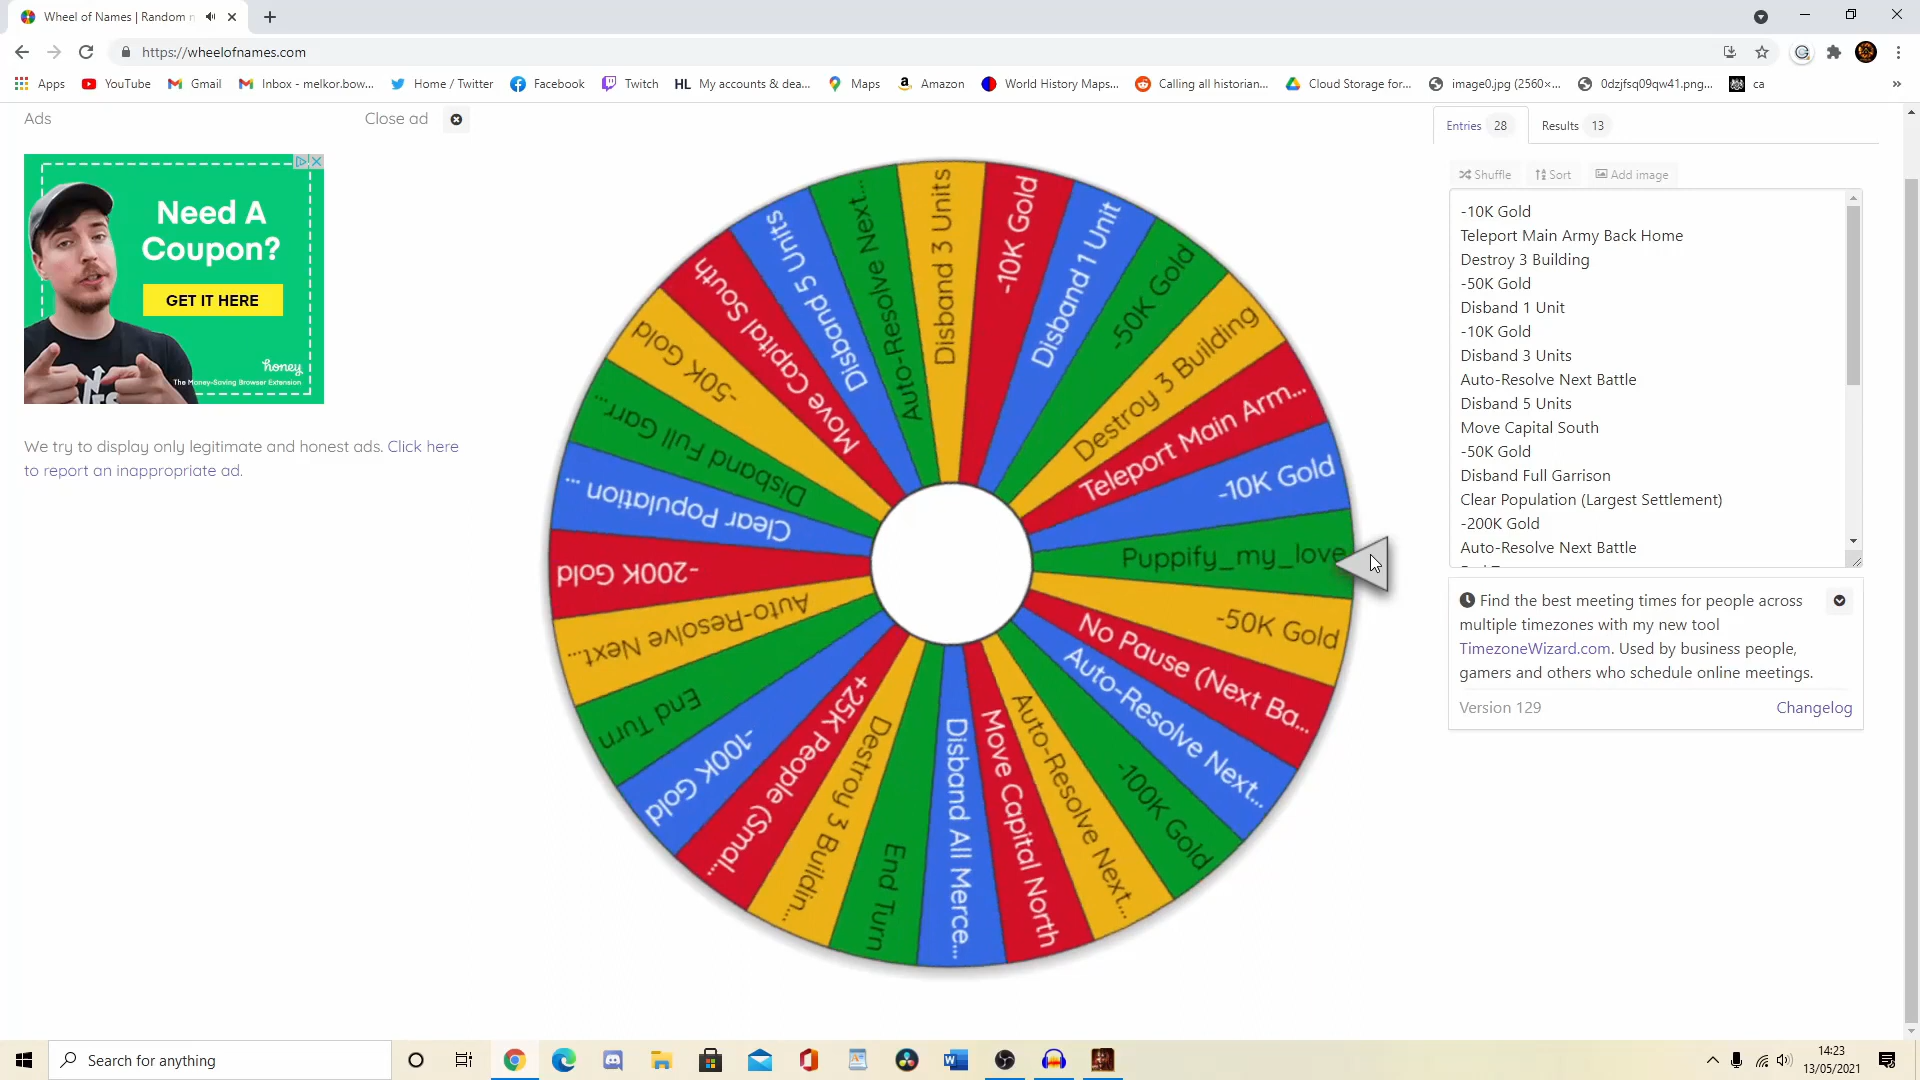 Wheel of Names | Random n
https://wheelofnames.com
Apps
YouTube
Gmail
Inbox - melkor.bow...
Home / Twitter
Facebook
Twitch
HL My accounts & dea...
Maps
Amazon
World History Maps...
Calling all historian...
Cloud Storage for...
image0.jpg (2560×...
0dzjfsq09qw41.png...
ca
»
Ads
Close ad
Need A
Coupon?
GET IT HERE
honey
The Money-Saving Browser Extension
We try to display only legitimate and honest ads. Click here
to report an inappropriate ad.
Disband 3 Units
-10K Gold
Disband 1 Unit
-50K Gold
Destroy 3 Building
Teleport Main Arm...
-10K Gold
Puppify_my_love
-50K Gold
No Pause (Next Ba...
Auto-Resolve Next...
-100K Gold
Auto-Resolve Next...
Move Capital North
Disband All Merce...
End Turn
Destroy 3 Buildin...
+25K People (Smal...
-100K Gold
End Turn
Auto-Resolve Next...
-200K Gold
Clear Population ...
Disband Full Garr...
-50K Gold
Move Capital South
Disband 5 Units
Auto-Resolve Next...
Entries 28
Results 13
Shuffle
Sort
Add image
-10K Gold
Teleport Main Army Back Home
Destroy 3 Building
-50K Gold
Disband 1 Unit
-10K Gold
Disband 3 Units
Auto-Resolve Next Battle
Disband 5 Units
Move Capital South
-50K Gold
Disband Full Garrison
Clear Population (Largest Settlement)
-200K Gold
Auto-Resolve Next Battle
Find the best meeting times for people across
multiple timezones with my new tool
TimezoneWizard.com. Used by business people,
gamers and others who schedule online meetings.
Version 129
Changelog
Search for anything
14:23
13/05/2021